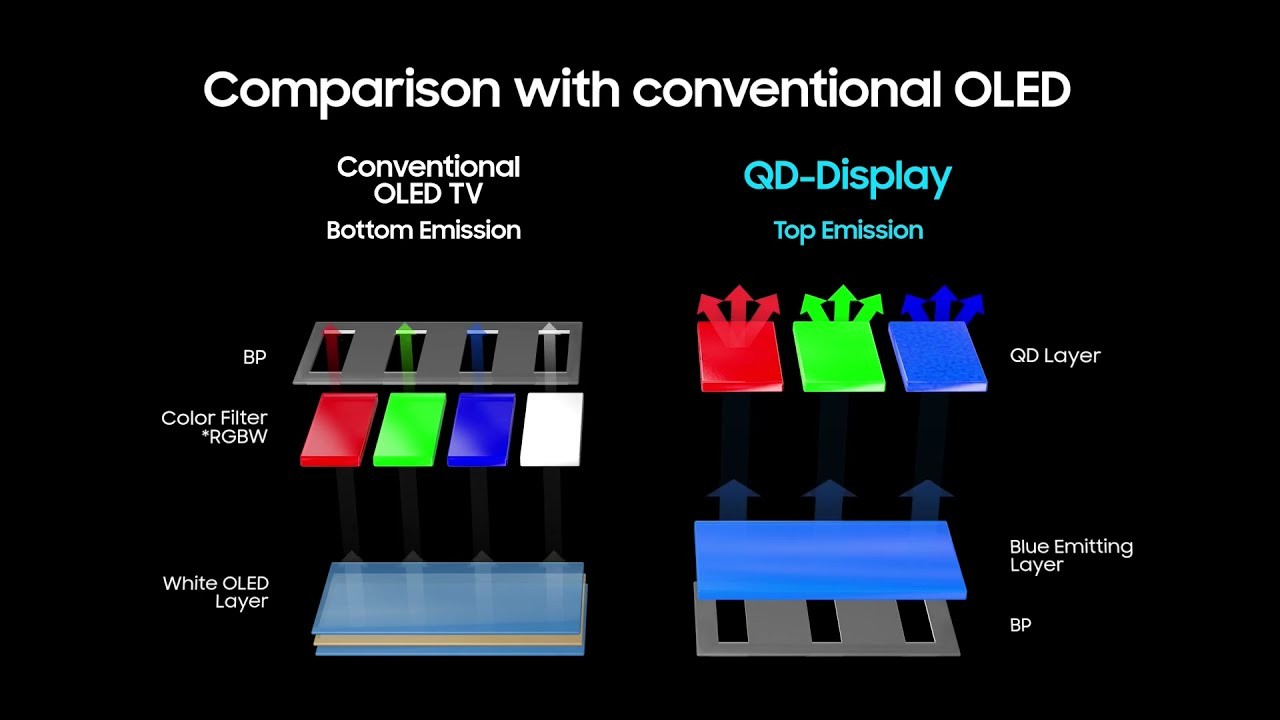 Comparison with conventional OLED
Conventional
OLED TV
Bottom Emission
BP
Color Filter
*RGBW
White OLED
Layer
QD-Display
Top Emission
QD Layer
Blue Emitting
Layer
BP